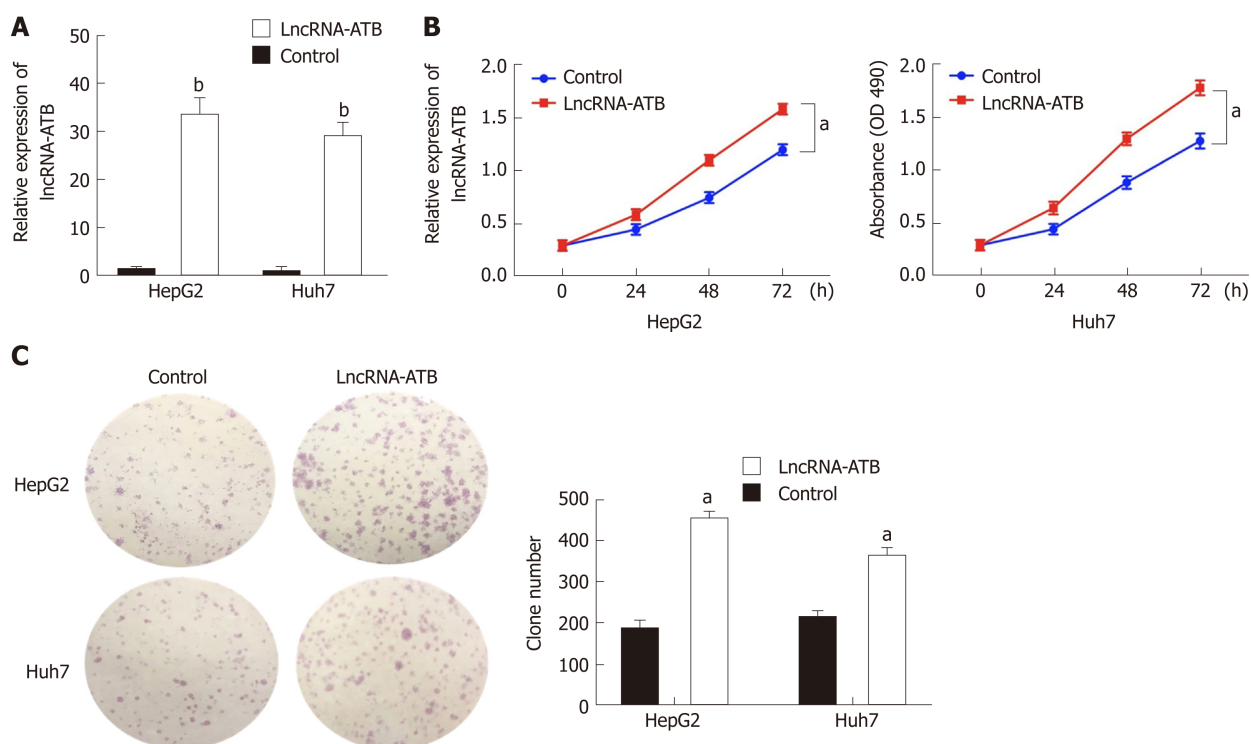 A
LncRNA-ATB
Control
Relative expression of
lncRNA-ATB
50
40
30
20
10
0
b
b
HepG2
Huh7
B
Relative expression of
lncRNA-ATB
2.0
1.5
1.0
0.5
0.0
Control
LncRNA-ATB
a
0
24
48
72
(h)
HepG2
Absorbance (OD 490)
2.0
1.5
1.0
0.5
0.0
Control
LncRNA-ATB
a
0
24
48
72
(h)
Huh7
C
Control
LncRNA-ATB
HepG2
Huh7
LncRNA-ATB
Control
Clone number
500
400
300
200
100
0
a
a
HepG2
Huh7